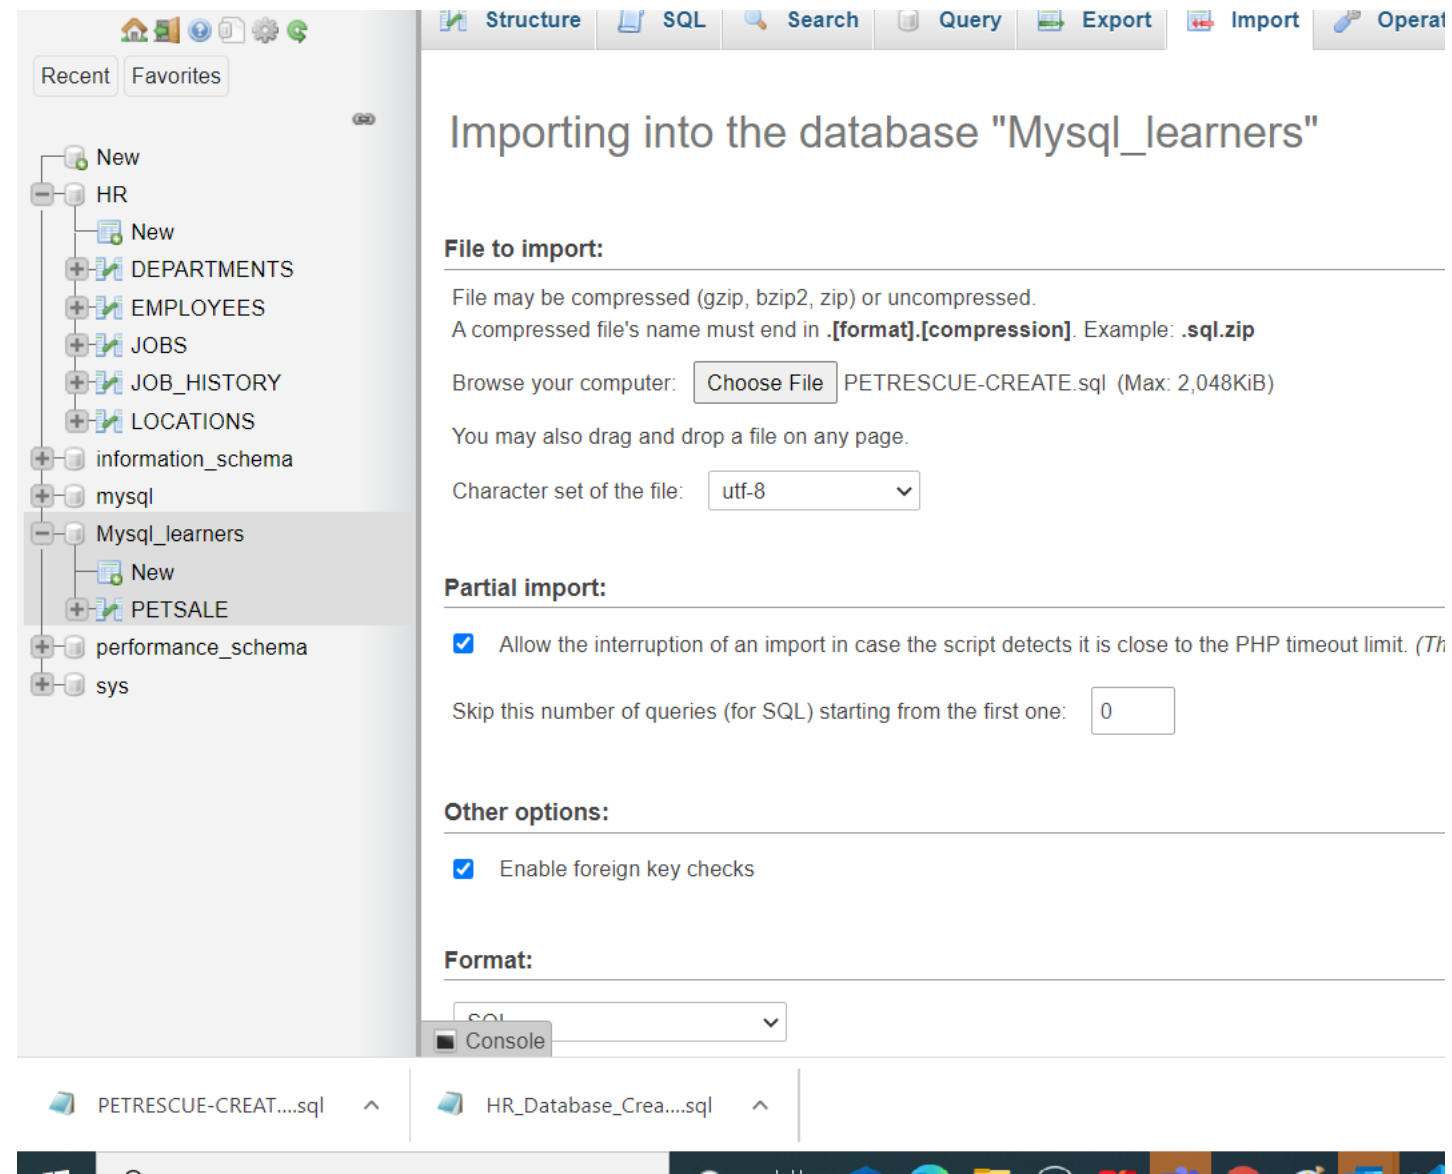 Recent Favorites
New
HR
New
DEPARTMENTS
EMPLOYEES
JOBS
JOB_HISTORY
LOCATIONS
information_schema
mysql
Mysql_learners
New
PETSALE
performance_schema
sys
Structure SQL Search Query Export Import Operat
Importing into the database "Mysql_learners"
File to import:
File may be compressed (gzip, bzip2, zip) or uncompressed.
A compressed file's name must end in .[format].[compression]. Example: .sql.zip
Browse your computer: Choose File PETRESCUE-CREATE.sql (Max: 2,048KiB)
You may also drag and drop a file on any page.
Character set of the file: utf-8
Partial import:
Allow the interruption of an import in case the script detects it is close to the PHP timeout limit. (Th
Skip this number of queries (for SQL) starting from the first one: 0
Other options:
Enable foreign key checks
Format:
SQL
Console
PETRESCUE-CREAT....sql HR_Database_Crea....sql